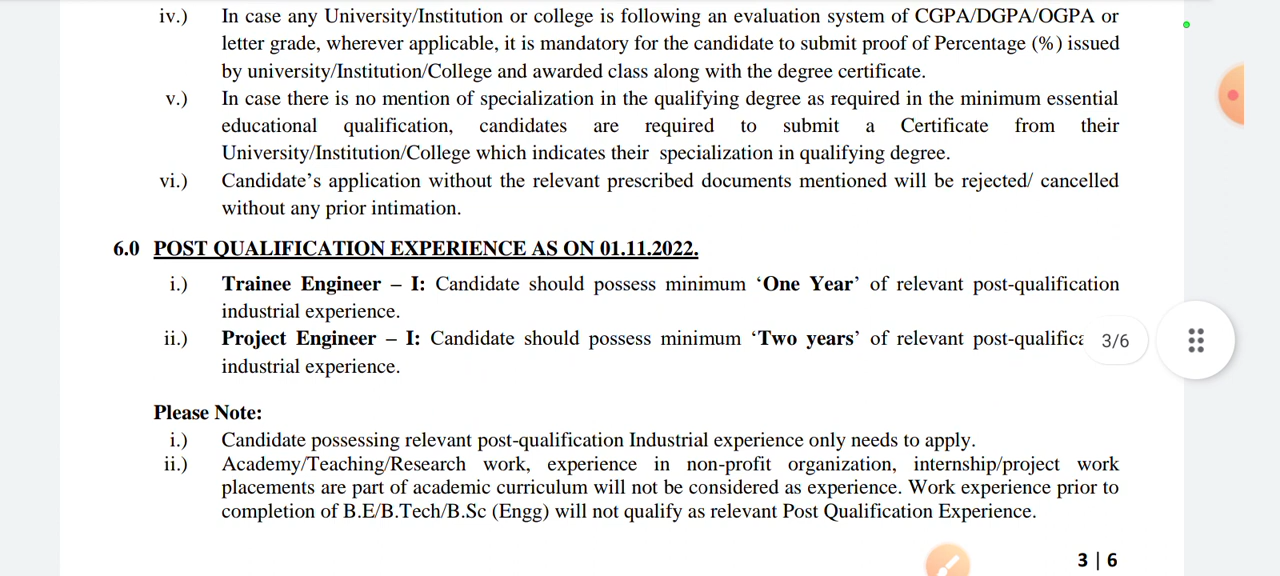 iv.) In case any University/Institution or college is following an evaluation system of CGPA/DGPA/OGPA or
letter grade, wherever applicable, it is mandatory for the candidate to submit proof of Percentage (%) issued
by university/Institution/College and awarded class along with the degree certificate.
v.) In case there is no mention of specialization in the qualifying degree as required in the minimum essential
educational qualification, candidates are required to submit a Certificate from their
University/Institution/College which indicates their specialization in qualifying degree.
vi.) Candidate’s application without the relevant prescribed documents mentioned will be rejected/ cancelled
without any prior intimation.
6.0 POST QUALIFICATION EXPERIENCE AS ON 01.11.2022.
i.) Trainee Engineer – I: Candidate should possess minimum ‘One Year’ of relevant post-qualification
industrial experience.
ii.) Project Engineer – I: Candidate should possess minimum ‘Two years’ of relevant post-qualifica
3/6
industrial experience.
Please Note:
i.) Candidate possessing relevant post-qualification Industrial experience only needs to apply.
ii.) Academy/Teaching/Research work, experience in non-profit organization, internship/project work
placements are part of academic curriculum will not be considered as experience. Work experience prior to
completion of B.E/B.Tech/B.Sc (Engg) will not qualify as relevant Post Qualification Experience.
3 | 6